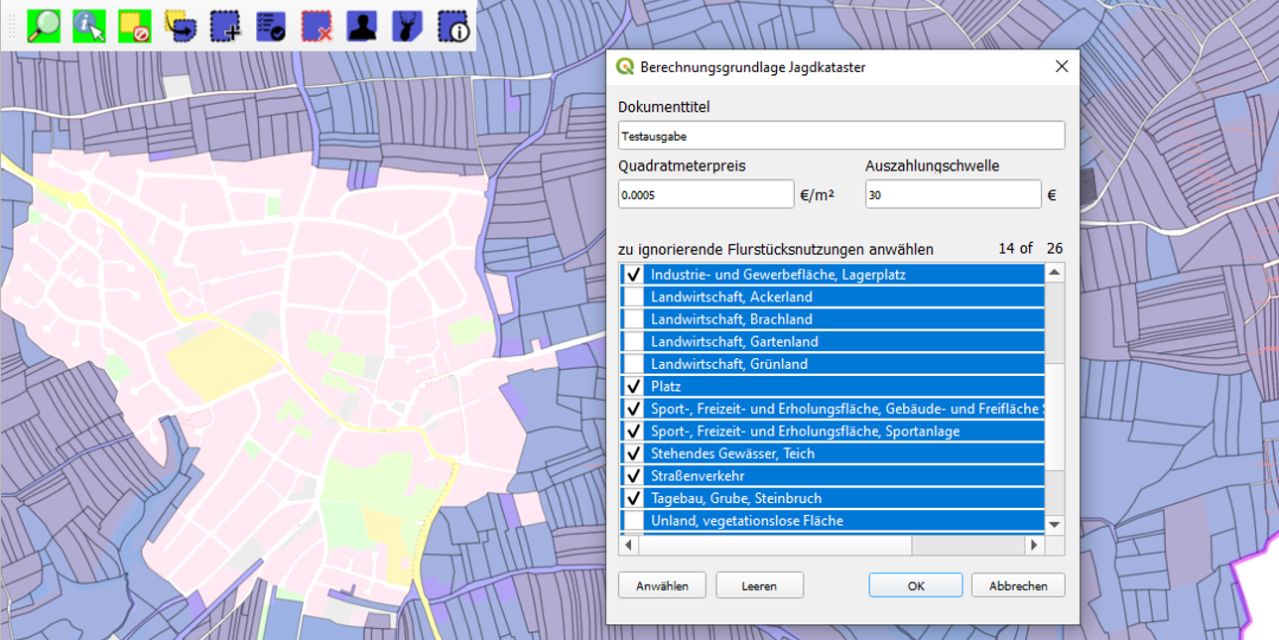 Berechnungsgrundlage Jagdkataster
Dokumenttitel
Testausgabe
Quadratmeterpreis Auszahlungschwelle
0.0005 €/m² 30 €
zu ignorierende Flurstücksnutzungen anwählen 14 of 26
Industrie- und Gewerbefläche, Lagerplatz
Landwirtschaft, Ackerland
Landwirtschaft, Brachland
Landwirtschaft, Gartenland
Landwirtschaft, Grünland
Platz
Sport-, Freizeit- und Erholungsfläche, Gebäude- und Freifläche
Sport-, Freizeit- und Erholungsfläche, Sportanlage
Stehendes Gewässer, Teich
Straßenverkehr
Tagebau, Grube, Steinbruch
Unland, vegetationslose Fläche
Anwählen Leeren OK Abbrechen